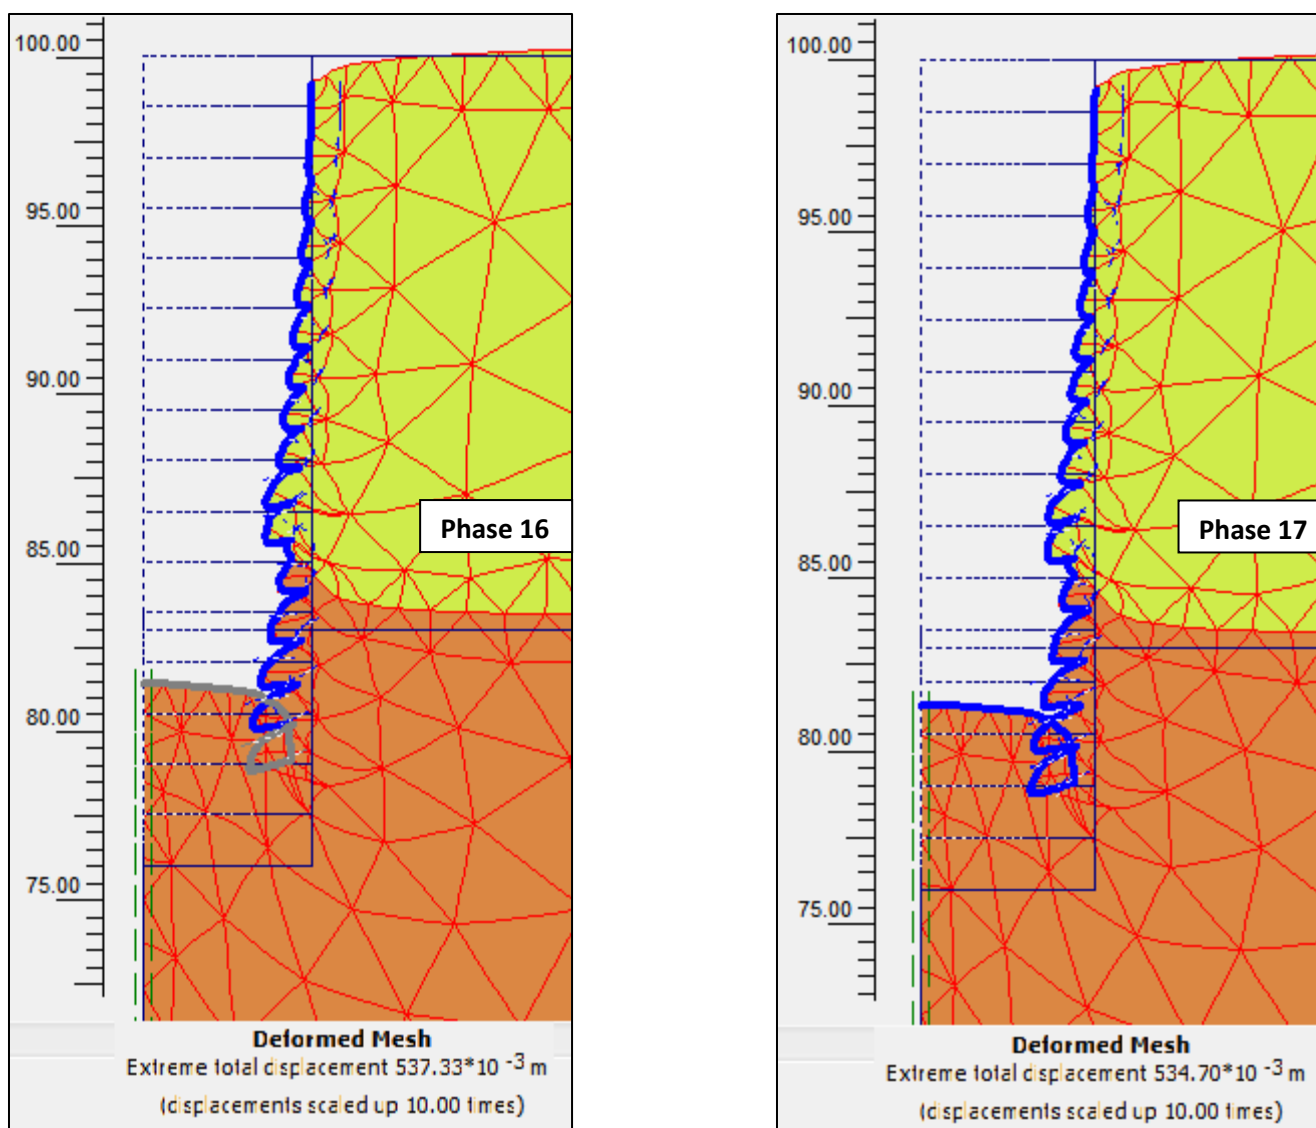 100.00
95.00
90.00
85.00
80.00
75.00
Phase 16
Deformed Mesh
Extreme total displacement 537.33*10 -3 m
(displacements scaled up 10.00 times)
100.00
95.00
90.00
85.00
80.00
75.00
Phase 17
Deformed Mesh
Extreme total displacement 534.70*10 -3 m
(displacements scaled up 10.00 times)